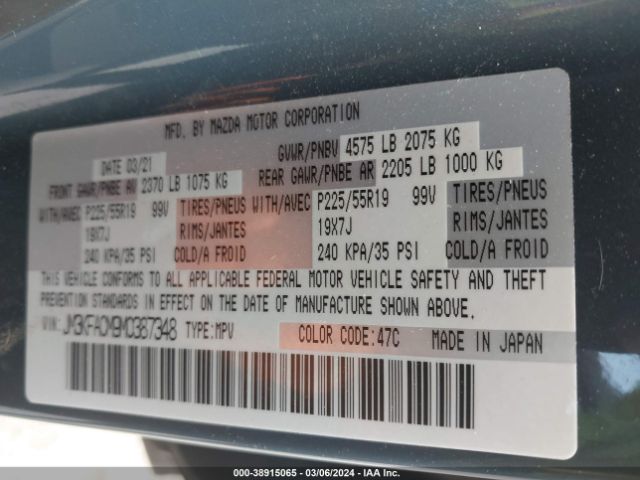 MFD. BY MAZDA MOTOR CORPORATION
DATE 03/21 GVWR/PNBV 4575 LB 2075 KG
FRONT GAWR/PNBE AV 2370 LB 1075 KG REAR GAWR/PNBE AR 2205 LB 1000 KG
WITH/AVEC P225/55R19 99V TIRES/PNEUS WITH/AVEC P225/55R19 99V TIRES/PNEUS
19X7J RIMS/JANTES 19X7J RIMS/JANTES
240 KPA/35 PSI COLD/A FROID 240 KPA/35 PSI COLD/A FROID
THIS VEHICLE CONFORMS TO ALL APPLICABLE FEDERAL MOTOR VEHICLE SAFETY AND THEFT
PREVENTION STANDARDS IN EFFECT ON THE DATE OF MANUFACTURE SHOWN ABOVE.
VIN: JM3KFACM9M0387348 TYPE:MPV COLOR CODE:47C MADE IN JAPAN
000-38915065 - 03/06/2024 - IAAI.COM